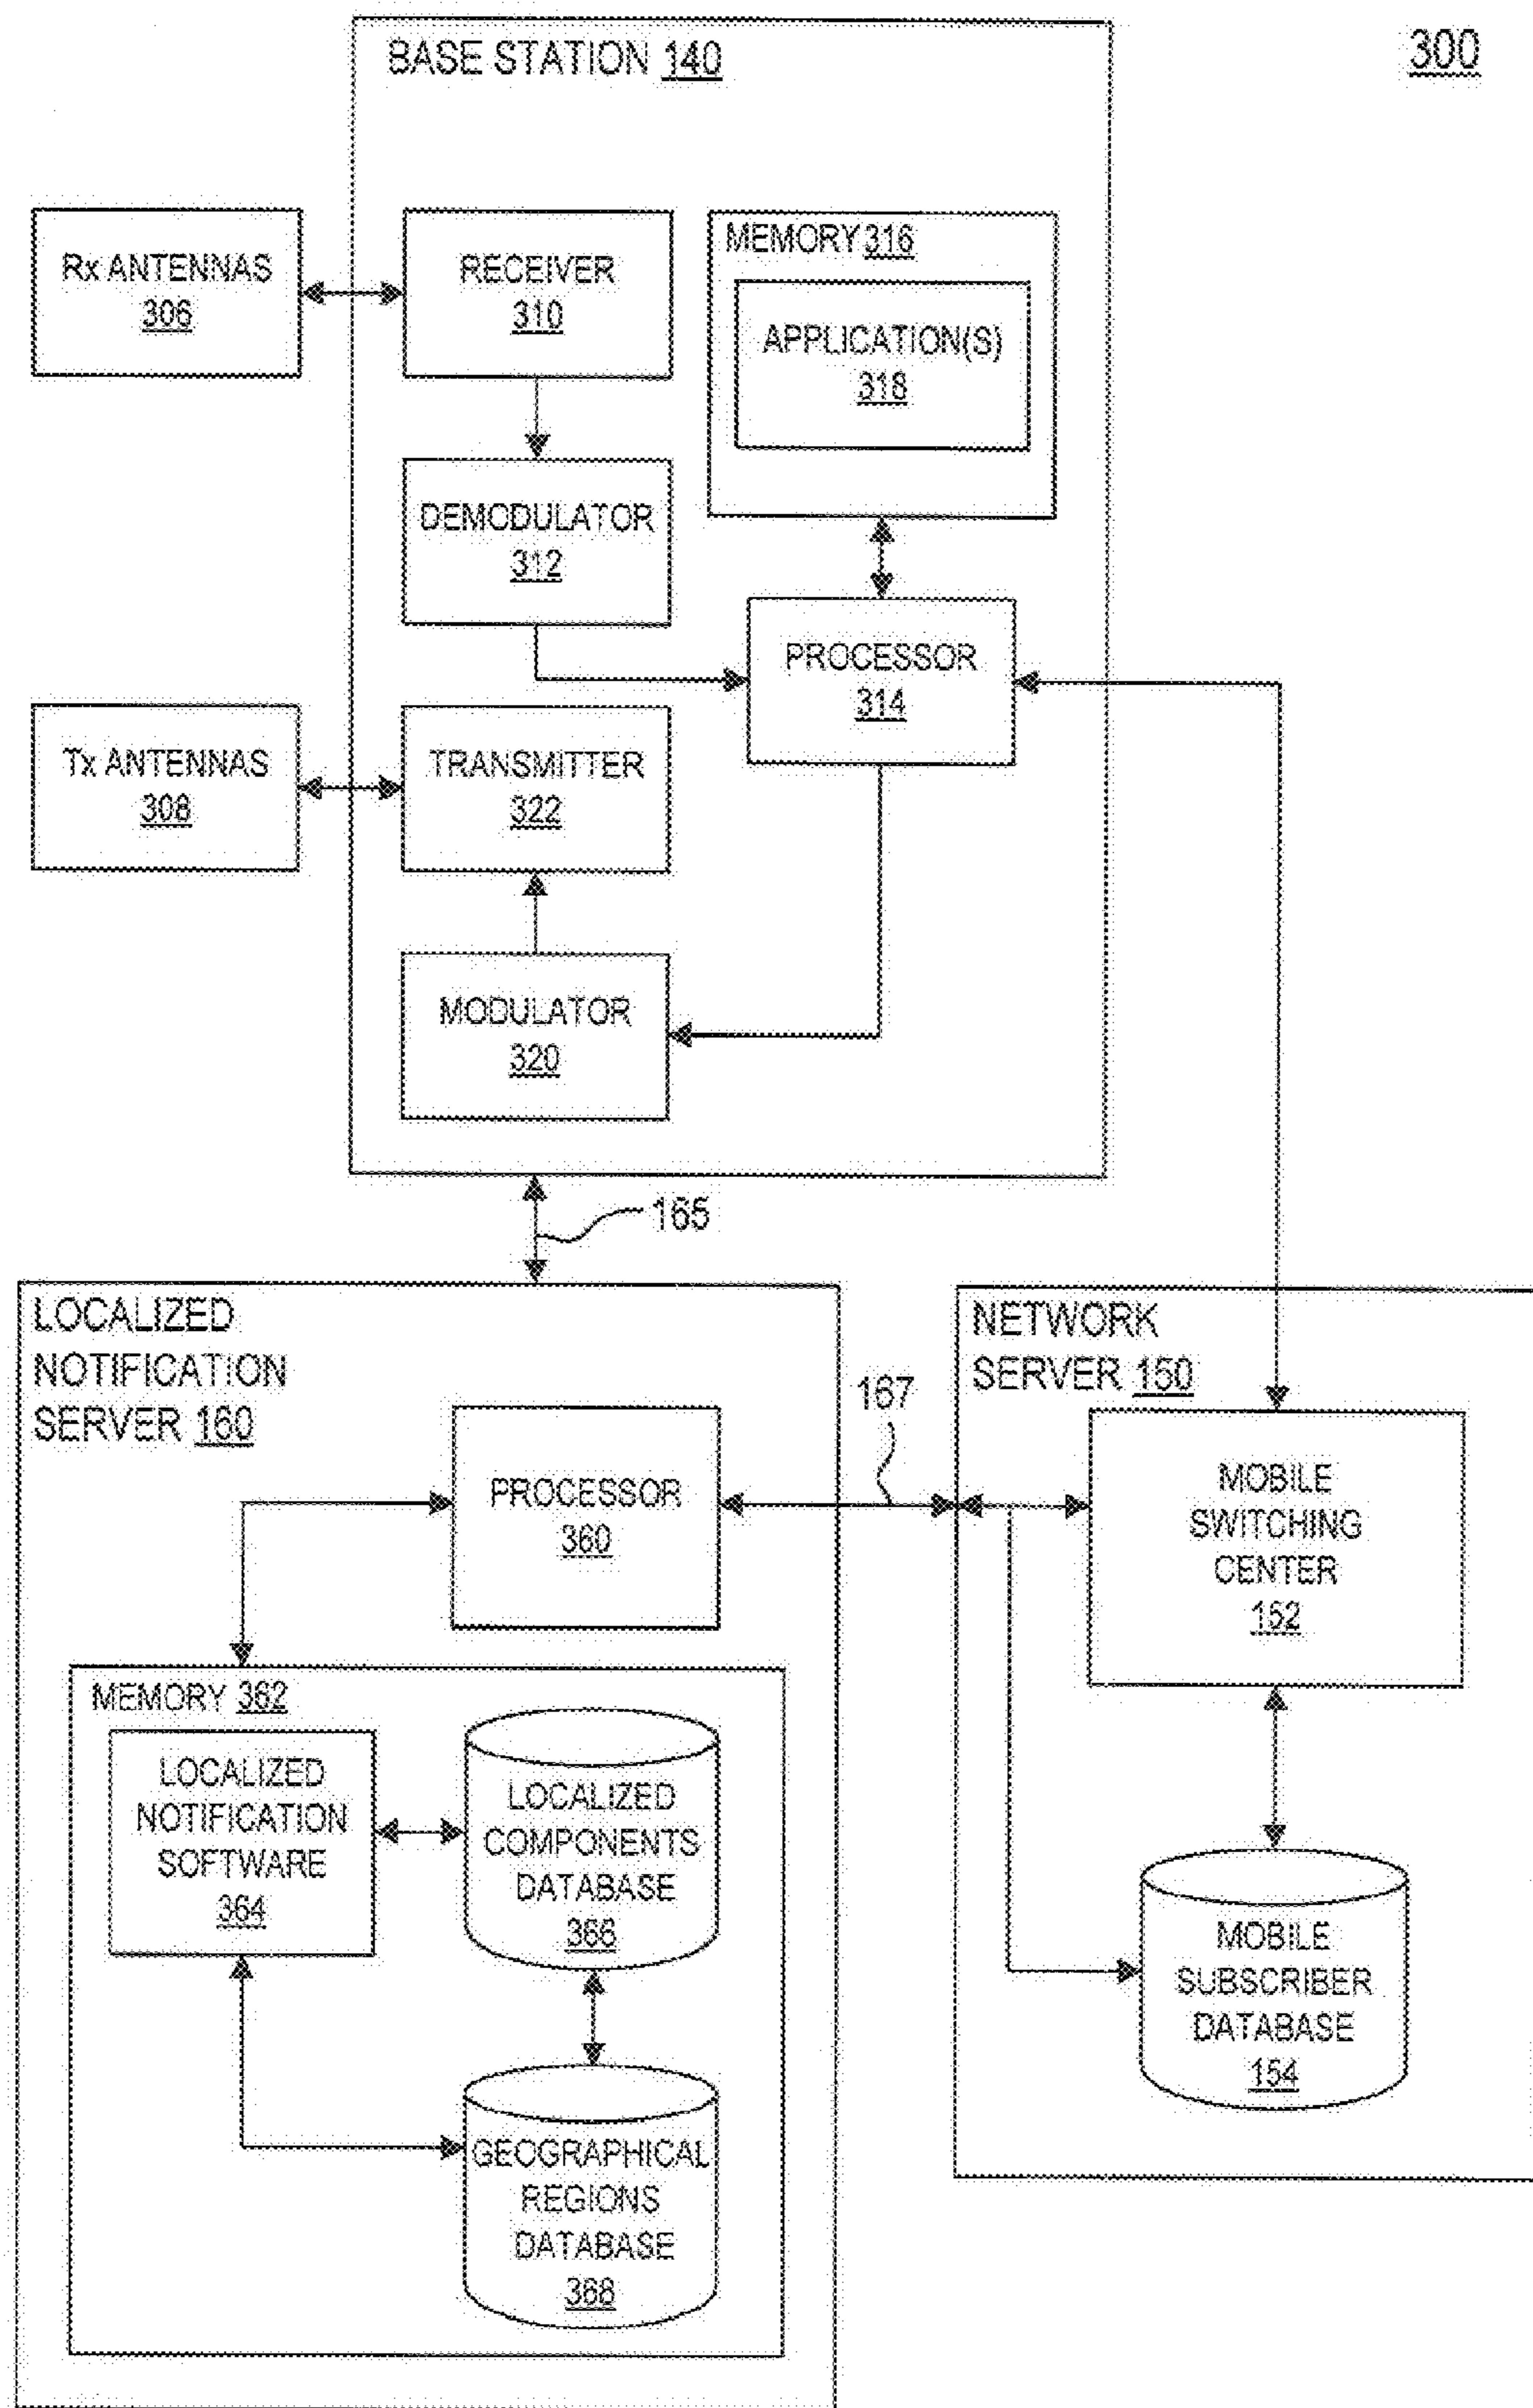 300
BASE STATION 140
Rx ANTENNAS
306
RECEIVER
310
MEMORY 316
APPLICATION(S)
318
DEMODULATOR
312
PROCESSOR
314
Tx ANTENNAS
308
TRANSMITTER
322
MODULATOR
320
165
LOCALIZED
NOTIFICATION
SERVER 160
PROCESSOR
360
167
NETWORK
SERVER 150
MOBILE
SWITCHING
CENTER
152
MEMORY 362
LOCALIZED
NOTIFICATION
SOFTWARE
364
LOCALIZED
COMPONENTS
DATABASE
366
MOBILE
SUBSCRIBER
DATABASE
154
GEOGRAPHICAL
REGIONS
DATABASE
368